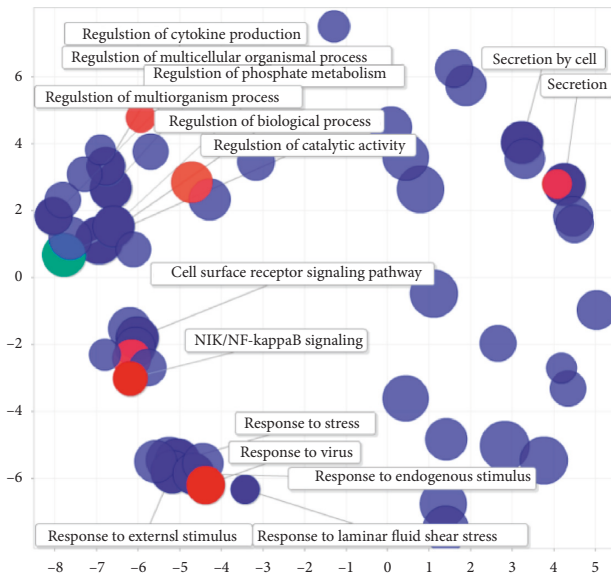 Regulstion of cytokine production
Regulstion of multicellular organismal process
Regulstion of phosphate metabolism
Regulstion of multiorganism process
Regulstion of biological process
Regulstion of catalytic activity
Secretion by cell
Secretion
Cell surface receptor signaling pathway
NIK/NF-kappaB signaling
Response to stress
Response to virus
Response to endogenous stimulus
Response to externsl stimulus
Response to laminar fluid shear stress
6
4
2
0
–2
–4
–6
–8 –7 –6 –5 –4 –3 –2 –1 0 1 2 3 4 5